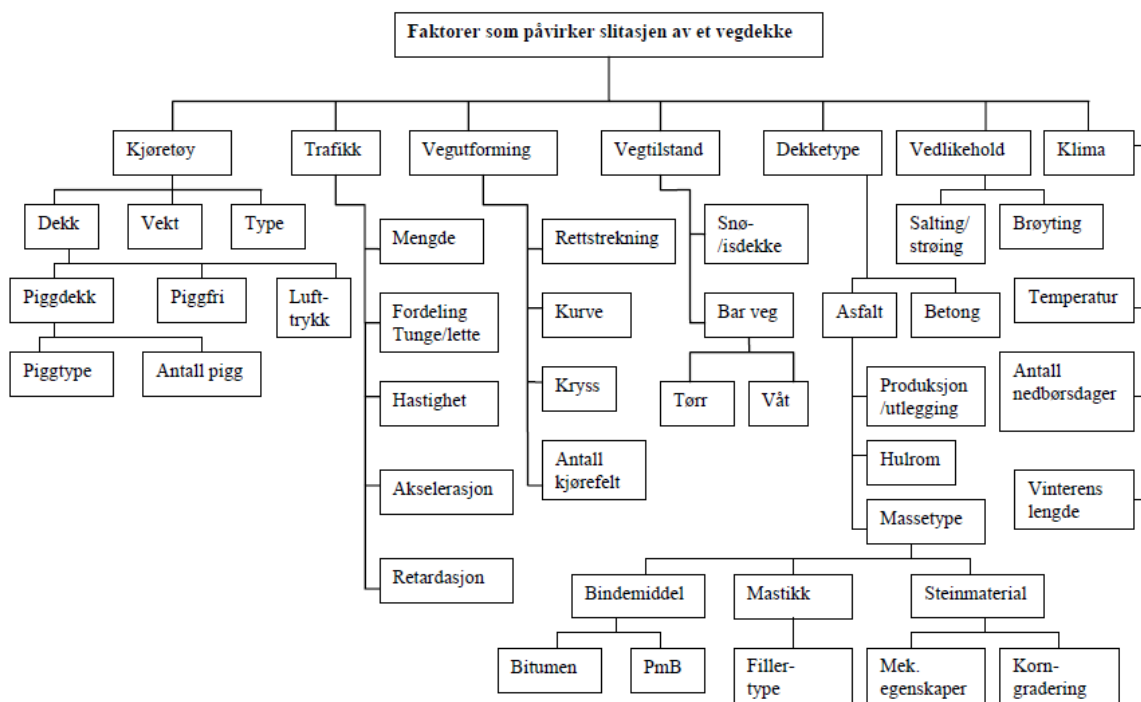 Faktorer som påvirker slitasjen av et vegdekke
Kjøretøy
Trafikk
Vegutforming
Vegtilstand
Dekketype
Vedlikehold
Klima
Dekk
Vekt
Type
Piggdekk
Piggfri
Luft-
trykk
Piggtype
Antall pigg
Mengde
Fordeling
Tunge/lette
Hastighet
Akselerasjon
Retardasjon
Rettstrekning
Kurve
Kryss
Antall
kjørefelt
Snø-
/isdekke
Bar veg
Tørr
Våt
Asfalt
Betong
Produksjon
/utlegging
Hulrom
Massetype
Bindemiddel
Mastikk
Steinmaterial
Bitumen
PmB
Filler-
type
Mek.
egenskaper
Korn-
gradering
Salting/
strøing
Brøyting
Temperatur
Antall
nedbørsdager
Vinterens
lengde